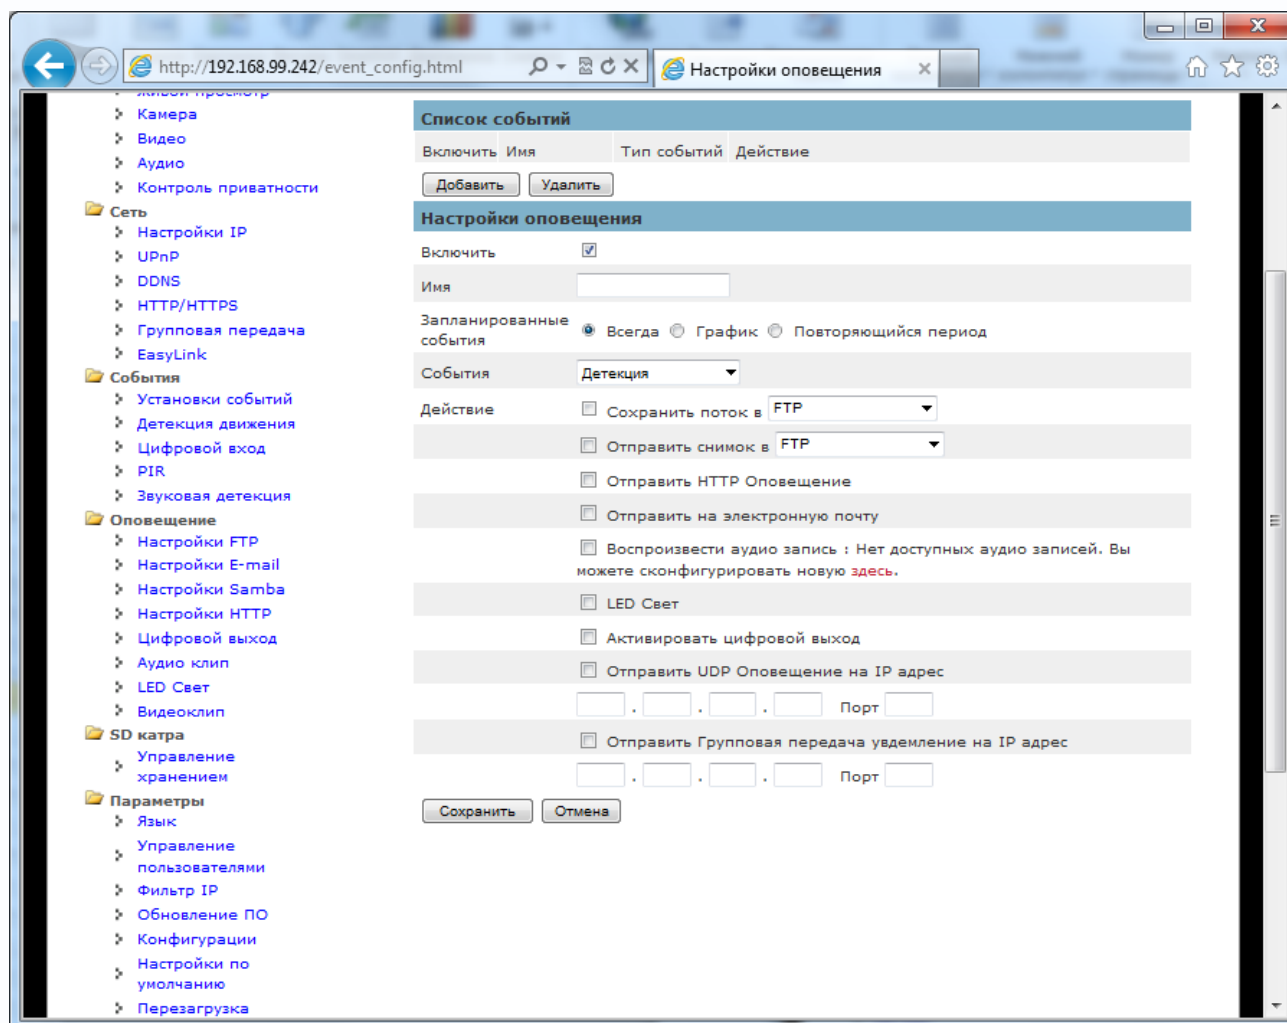 http://192.168.99.242/event_config.html
Настройки оповещения
Живой просмотр
Камера
Видео
Аудио
Контроль приватности
Сеть
Настройки IP
UPnP
DDNS
HTTP/HTTPS
Групповая передача
EasyLink
События
Установки событий
Детекция движения
Цифровой вход
PIR
Звуковая детекция
Оповещение
Настройки FTP
Настройки E-mail
Настройки Samba
Настройки HTTP
Цифровой выход
Аудио клип
LED Свет
Видеоклип
SD катра
Управление
хранением
Параметры
Язык
Управление
пользователями
Фильтр IP
Обновление ПО
Конфигурации
Настройки по
умолчанию
Перезагрузка
Список событий
Включить Имя Тип событий Действие
Добавить Удалить
Настройки оповещения
Включить
Имя
Запланированные
события
Всегда График Повторяющийся период
События Детекция
Действие Сохранить поток в FTP
Отправить снимок в FTP
Отправить HTTP Оповещение
Отправить на электронную почту
Воспроизвести аудио запись : Нет доступных аудио записей. Вы
можете сконфигурировать новую здесь.
LED Свет
Активировать цифровой выход
Отправить UDP Оповещение на IP адрес
. . . Порт
Отправить Групповая передача увдемление на IP адрес
. . . Порт
Сохранить Отмена